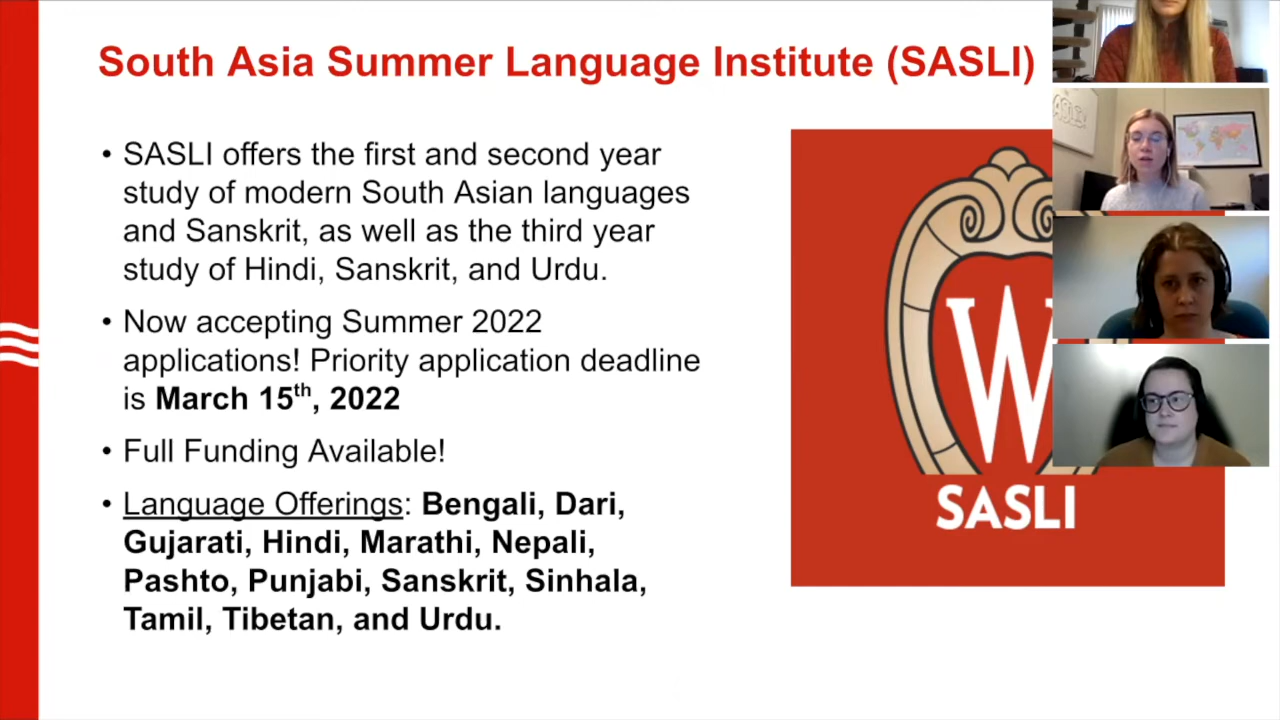 South Asia Summer Language Institute (SASLI)
• SASLI offers the first and second year
study of modern South Asian languages
and Sanskrit, as well as the third year
study of Hindi, Sanskrit, and Urdu.
• Now accepting Summer 2022
applications! Priority application deadline
is March 15th, 2022
• Full Funding Available!
• Language Offerings: Bengali, Dari,
Gujarati, Hindi, Marathi, Nepali,
Pashto, Punjabi, Sanskrit, Sinhala,
Tamil, Tibetan, and Urdu.
W
SASLI